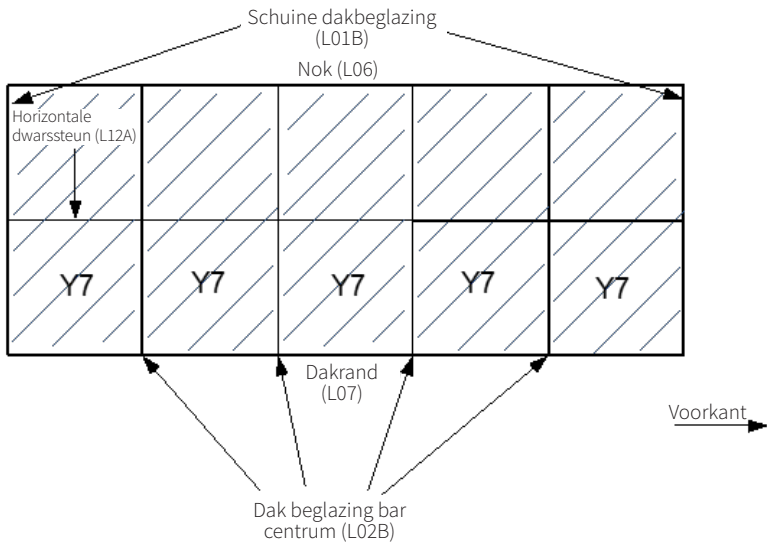 Schuine dakbeglazing
(L01B)
Nok (L06)
Horizontale
dwarssteun (L12A)
Y7 Y7 Y7 Y7 Y7
Dakrand
(L07)
Voorkant
Dak beglazing bar
centrum (L02B)